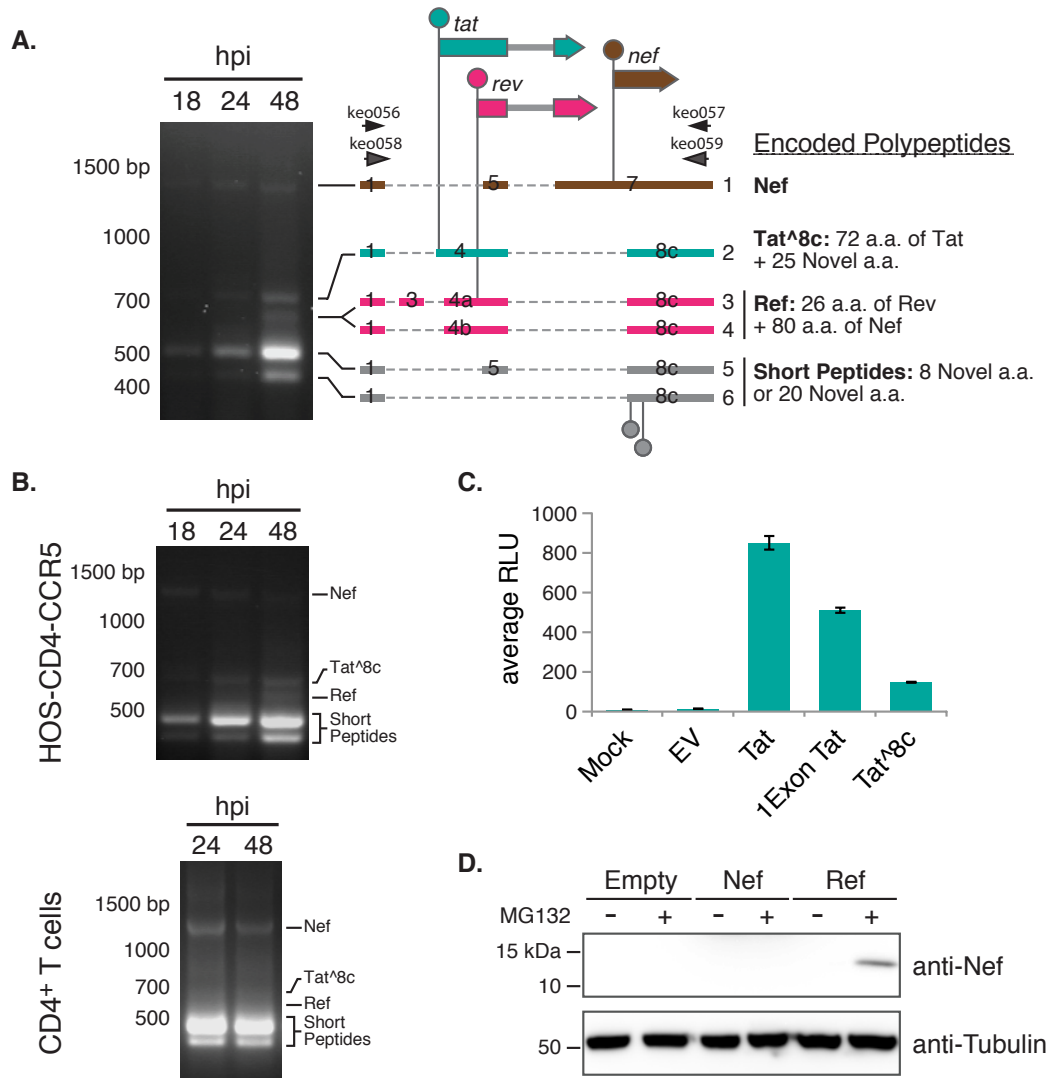 A.
hpi
18 24 48
1500 bp
1000
700
500
400
tat
rev
nef
keo056
keo058
keo057
keo059
Encoded Polypeptides
1 5 7 1 Nef
1 4 8c 2 Tat^8c: 72 a.a. of Tat
+ 25 Novel a.a.
1 3 4a 8c 3 Ref: 26 a.a. of Rev
1 4b 8c 4 + 80 a.a. of Nef
1 5 8c 5 Short Peptides: 8 Novel a.a.
1 8c 6 or 20 Novel a.a.
B.
HOS-CD4-CCR5
hpi
18 24 48
1500 bp
1000
700
500
Nef
Tat^8c
Ref
Short
Peptides
CD4+ T cells
hpi
24 48
1500 bp
1000
700
500
Nef
Tat^8c
Ref
Short
Peptides
C.
average RLU
1000
800
600
400
200
0
Mock
EV
Tat
1Exon Tat
Tat^8c
D.
Empty Nef Ref
MG132 - + - + - +
15 kDa
10
anti-Nef
50
anti-Tubulin